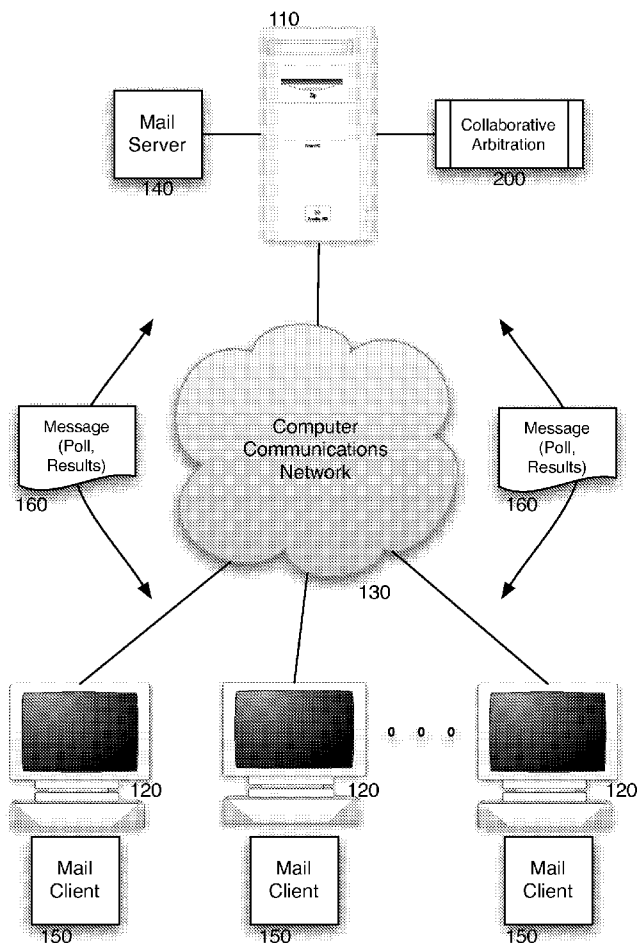 110
Mail
Server
140
Collaborative
Arbitration
200
Zip
Computer
Communications
Network
130
Message
(Poll,
Results)
160
Message
(Poll,
Results)
160
120
120
120
Mail
Client
150
Mail
Client
150
Mail
Client
150